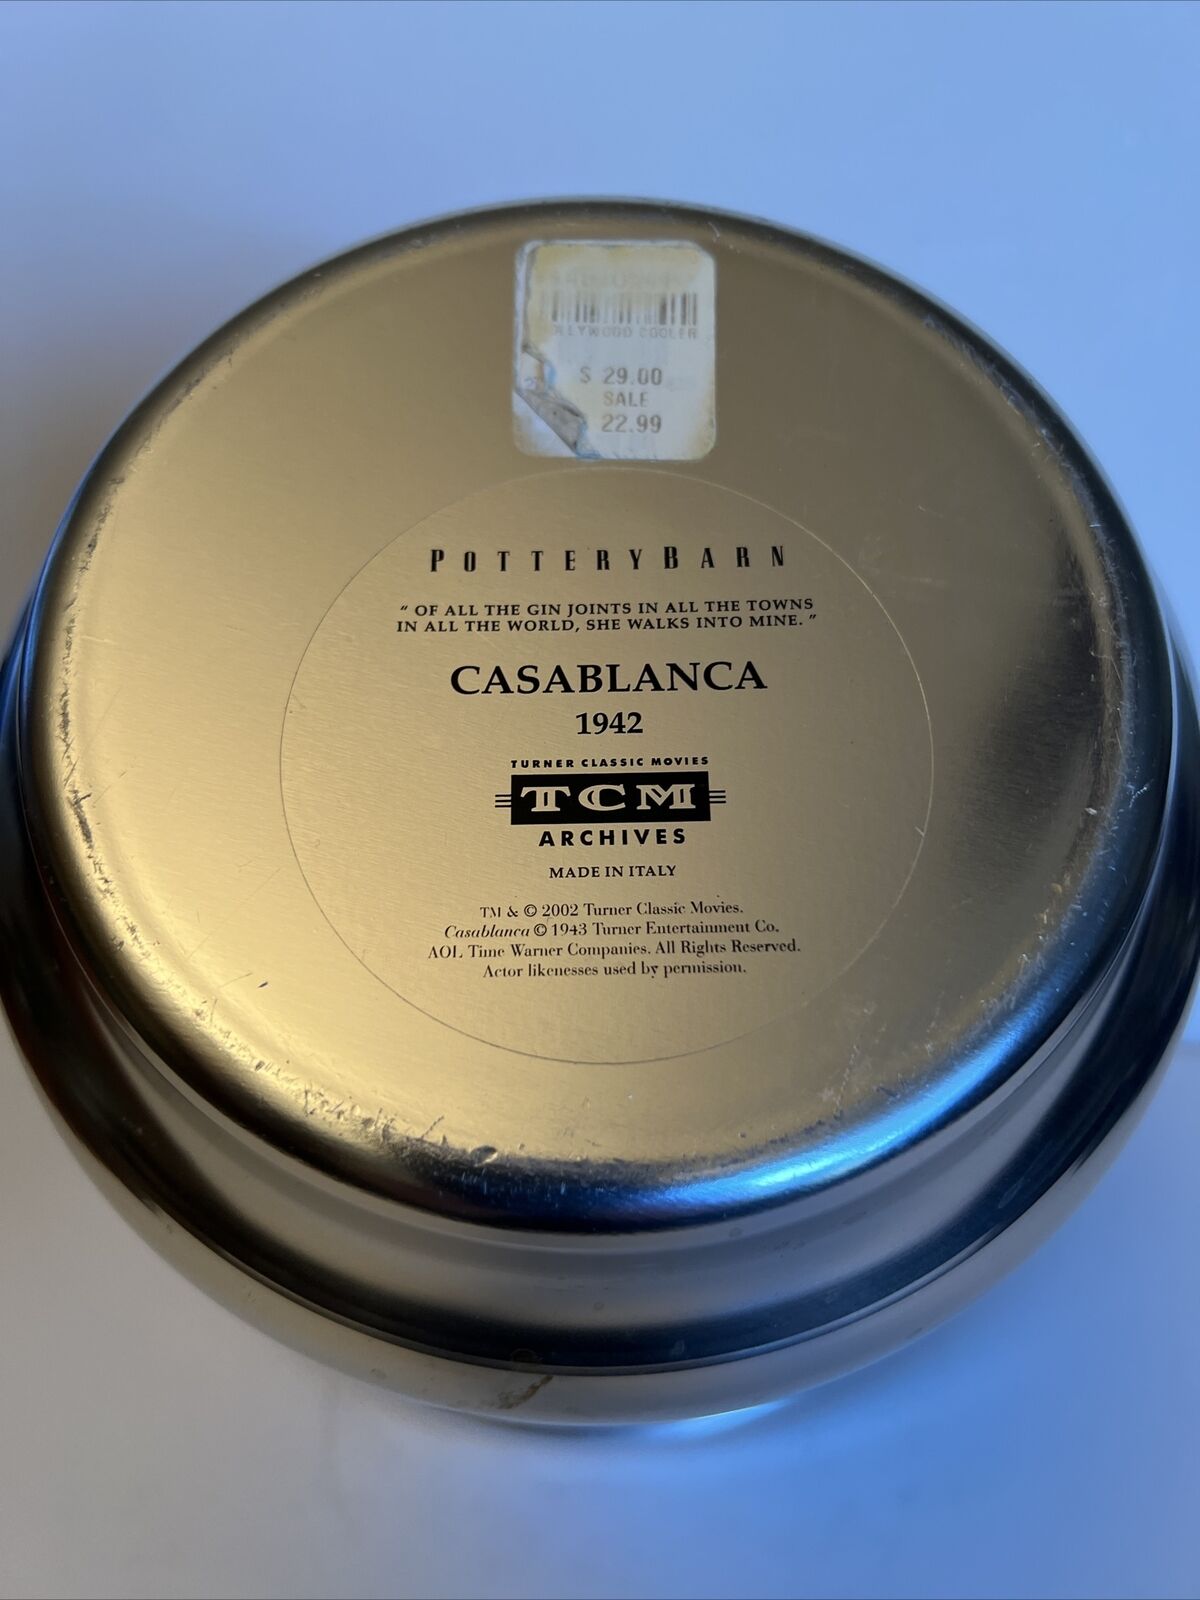 COOLER
$ 29.00
SALE
22.99
POTTERYBARN
“ OF ALL THE GIN JOINTS IN ALL THE TOWNS
IN ALL THE WORLD, SHE WALKS INTO MINE. ”
CASABLANCA
1942
TURNER CLASSIC MOVIES
TCM
ARCHIVES
MADE IN ITALY
TM & © 2002 Turner Classic Movies.
Casablanca © 1943 Turner Entertainment Co.
AOL Time Warner Companies. All Rights Reserved.
Actor likenesses used by permission.